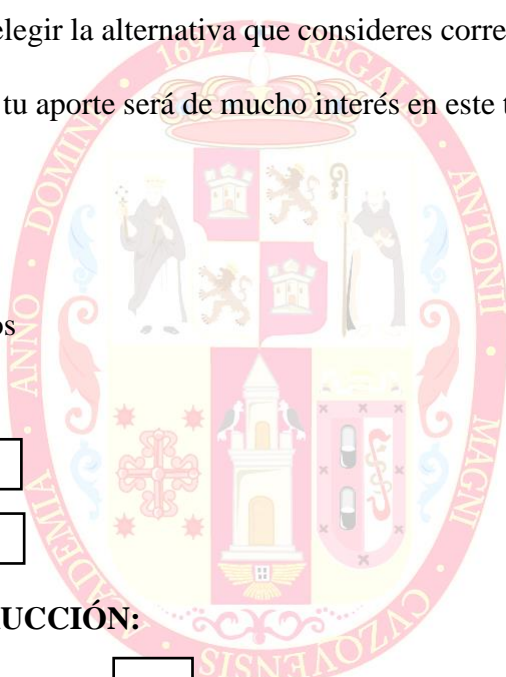 elegir la alternativa que consideres corre
tu aporte será de mucho interés en este t
os
UCCIÓN:
ACADEMIA · ANNO · DOMINI · 1692 · REGALIS · ANTONII · MAGNI · CVZQVENSIS